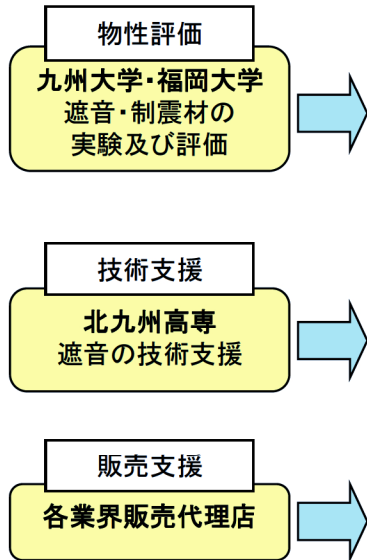 物性評価
九州大学・福岡大学
遮音・制震材の
実験及び評価
技術支援
北九州高専
遮音の技術支援
販売支援
各業界販売代理店